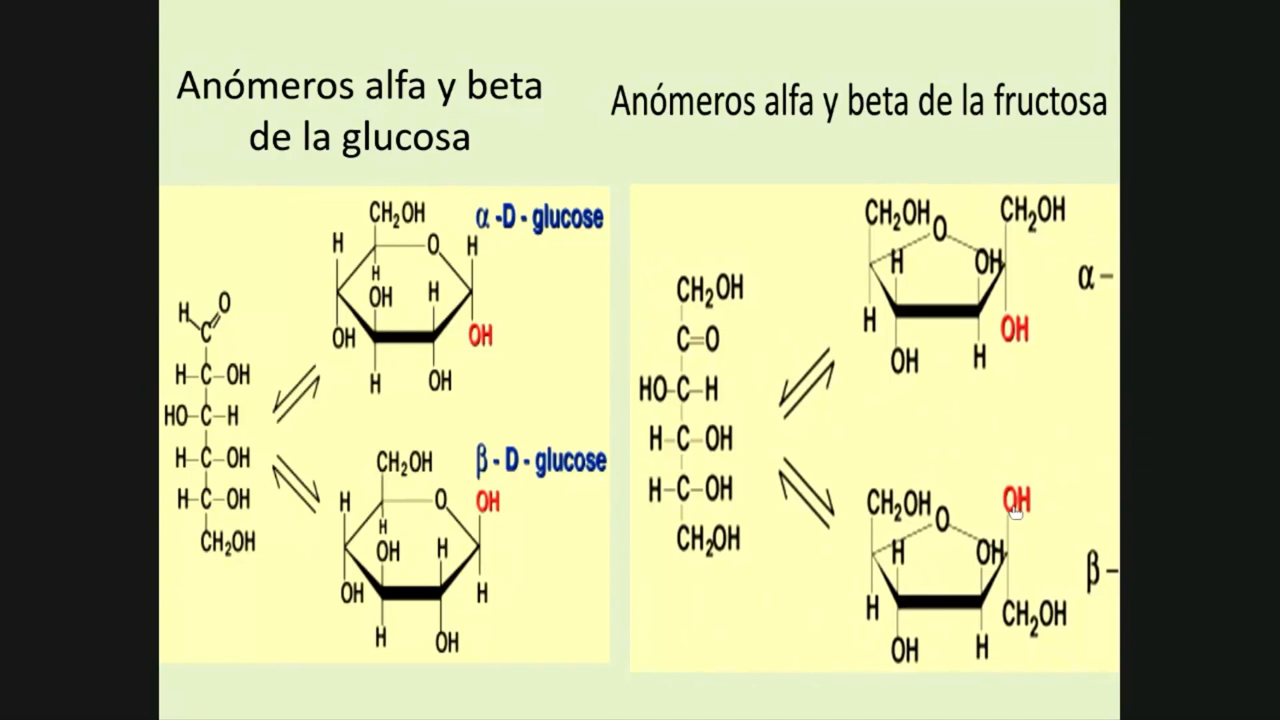 Anómeros alfa y beta
de la glucosa
Anómeros alfa y beta de la fructosa
CH₂OH
α -D - glucose
H
O
H
H
OH
H
OH
OH
H
OH
H
O
C
H-C-OH
HO-C-H
H-C-OH
H-C-OH
CH₂OH
CH₂OH
β - D - glucose
H
O
OH
H
OH
H
OH
H
H
OH
CH₂OH
O
CH₂OH
H
OH
α -
H
OH
OH
H
CH₂OH
C=O
HO-C-H
H-C-OH
H-C-OH
CH₂OH
CH₂OH
O
OH
H
OH
β -
H
CH₂OH
OH
H